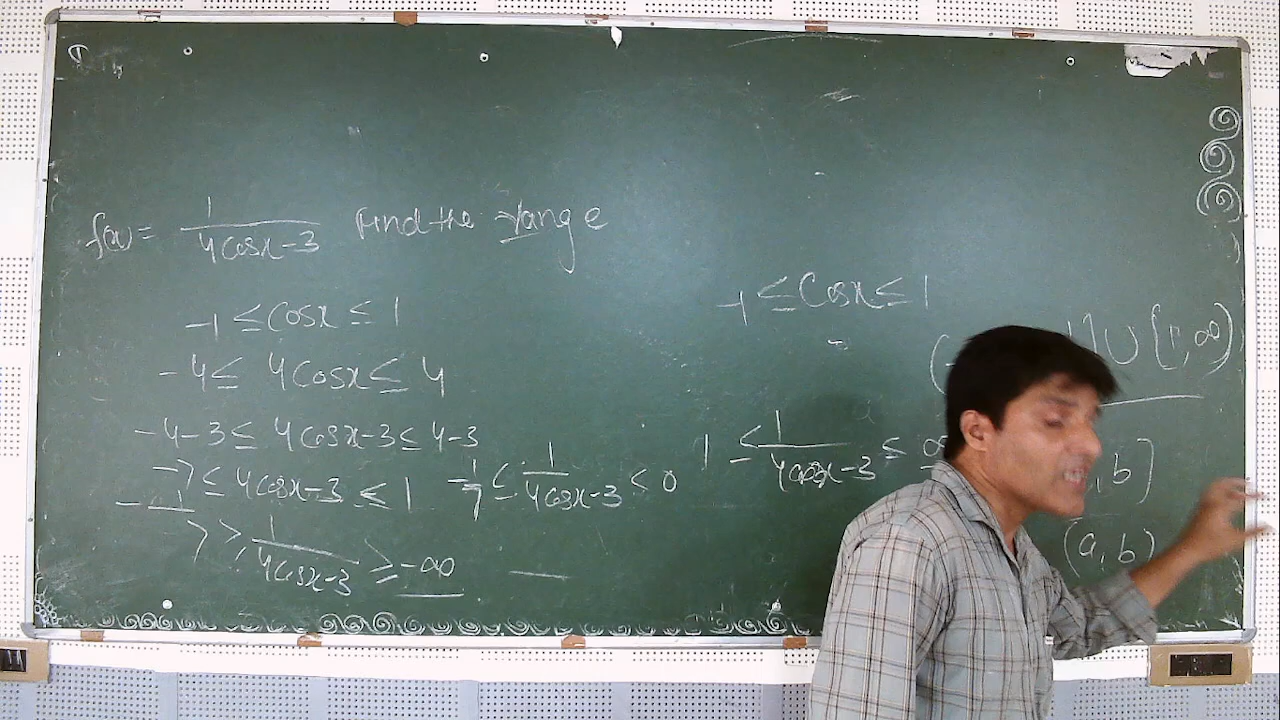 f(x) = 1/(4cosx-3) Find the range
-1 ≤ Cosx ≤ 1
-4 ≤ 4cosx ≤ 4
-4-3 ≤ 4cosx-3 ≤ 4-3
-7 ≤ 4cosx-3 ≤ 1
-1/7 ≥ 1/(4cosx-3) ≥ -∞
-1/7 ≤ 1/(4cosx-3) < 0
-1 ≤ Cosx ≤ 1
] ∪ [1, ∞)
1 ≤ 1/(4cosx-3) ≤ ∞
, b]
(a, b)